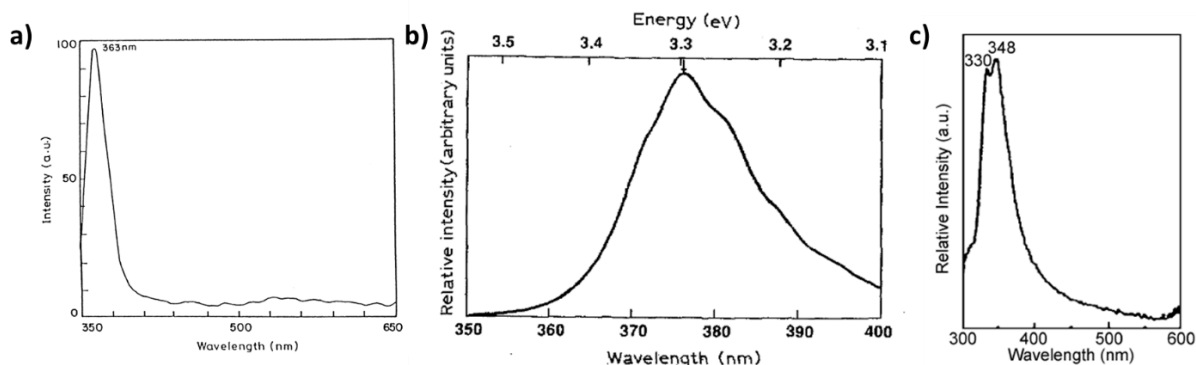 a)
100
50
0
363nm
Intensity (a.u.)
350
500
650
Wavelength (nm)
b)
Energy (eV)
3.5 3.4 3.3 3.2 3.1
Relative intensity (arbitrary units)
350 360 370 380 390 400
Wavelength (nm)
c)
330 348
Relative Intensity (a.u.)
300 400 500 600
Wavelength (nm)